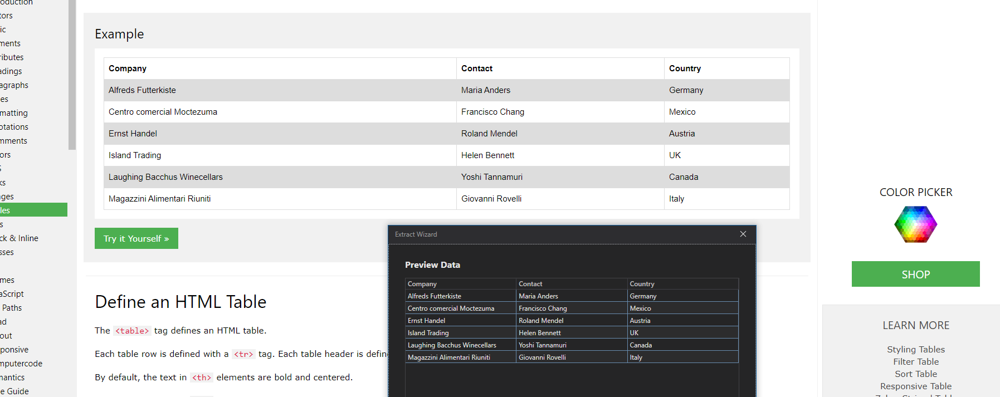 oduction
tors
ic
ments
ributes
adings
agraphs
es
matting
otations
mments
ors
S
ks
ages
les
s
ck & Inline
sses
mes
aScript
Paths
ad
out
ponsive
mputercode
mantics
e Guide
Example
Company Contact Country
Alfreds Futterkiste Maria Anders Germany
Centro comercial Moctezuma Francisco Chang Mexico
Ernst Handel Roland Mendel Austria
Island Trading Helen Bennett UK
Laughing Bacchus Winecellars Yoshi Tannamuri Canada
Magazzini Alimentari Riuniti Giovanni Rovelli Italy
Try it Yourself »
Define an HTML Table
The <table> tag defines an HTML table.
Each table row is defined with a <tr> tag. Each table header is defin
By default, the text in <th> elements are bold and centered.
Extract Wizard
Preview Data
Company Contact Country
Alfreds Futterkiste Maria Anders Germany
Centro comercial Moctezuma Francisco Chang Mexico
Ernst Handel Roland Mendel Austria
Island Trading Helen Bennett UK
Laughing Bacchus Winecellars Yoshi Tannamuri Canada
Magazzini Alimentari Riuniti Giovanni Rovelli Italy
COLOR PICKER
SHOP
LEARN MORE
Styling Tables
Filter Table
Sort Table
Responsive Table